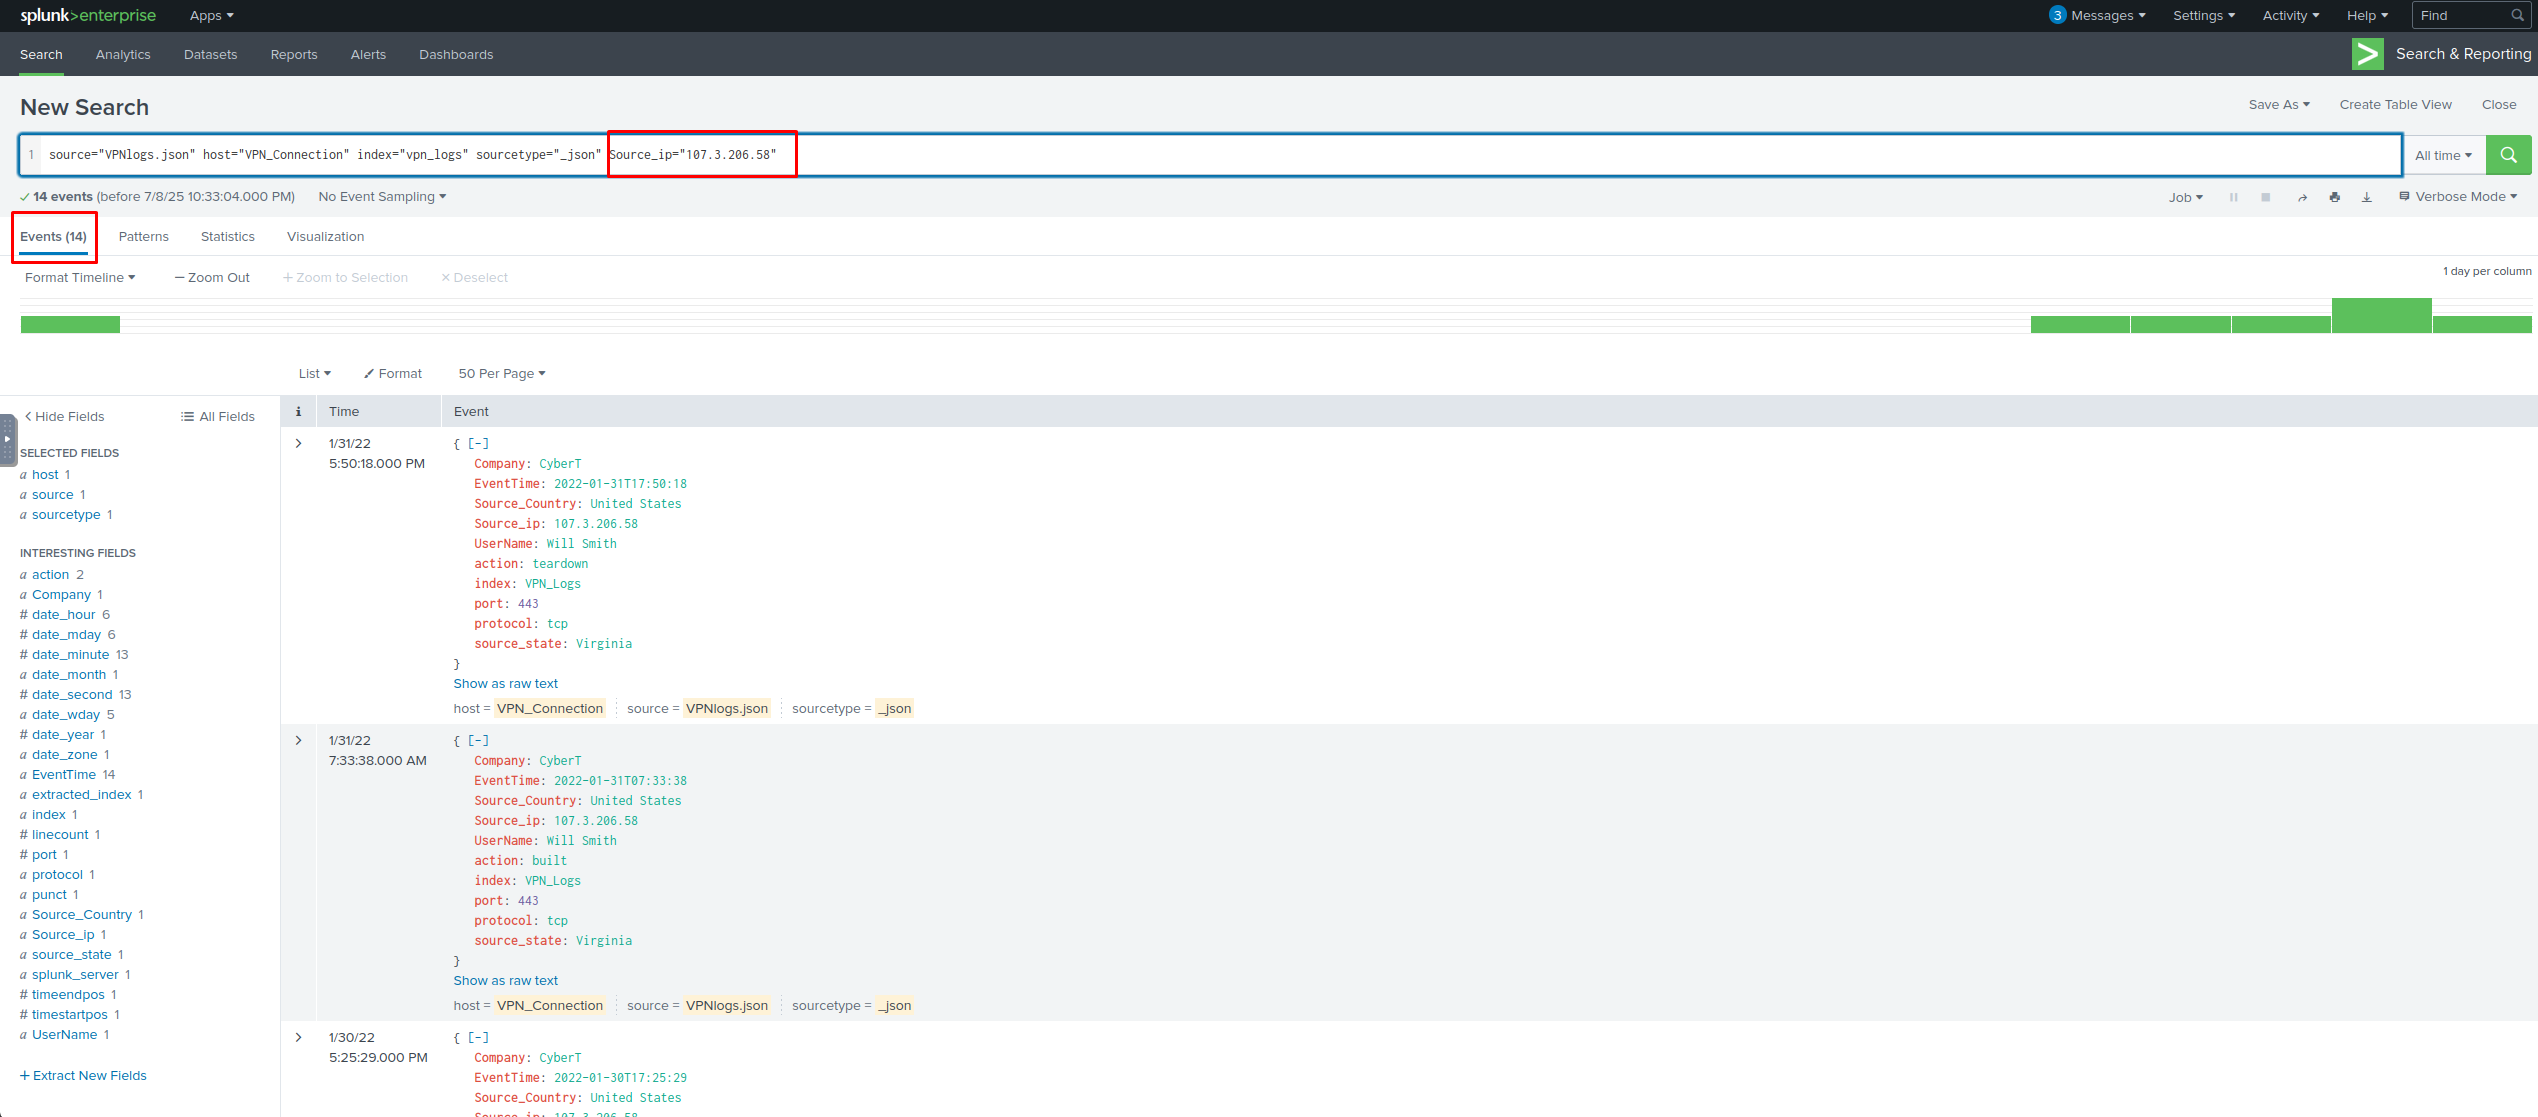 splunk>enterprise Apps 3 Messages Settings Activity Help Find
Search Analytics Datasets Reports Alerts Dashboards Search & Reporting
New Search Save As Create Table View Close
1 source="VPNlogs.json" host="VPN_Connection" index="vpn_logs" sourcetype="_json" Source_ip="107.3.206.58" All time
14 events (before 7/8/25 10:33:04.000 PM) No Event Sampling Job Verbose Mode
Events (14) Patterns Statistics Visualization
Format Timeline — Zoom Out + Zoom to Selection × Deselect 1 day per column
List Format 50 Per Page
Hide Fields All Fields
SELECTED FIELDS
a host 1
a source 1
a sourcetype 1
INTERESTING FIELDS
a action 2
a Company 1
# date_hour 6
# date_mday 6
# date_minute 13
a date_month 1
# date_second 13
a date_wday 5
# date_year 1
a date_zone 1
a EventTime 14
a extracted_index 1
a index 1
# linecount 1
# port 1
a protocol 1
a punct 1
a Source_Country 1
a Source_ip 1
a source_state 1
a splunk_server 1
# timeendpos 1
# timestartpos 1
a UserName 1
+ Extract New Fields
i Time Event
1/31/22 { [-]
5:50:18.000 PM Company: CyberT
EventTime: 2022-01-31T17:50:18
Source_Country: United States
Source_ip: 107.3.206.58
UserName: Will Smith
action: teardown
index: VPN_Logs
port: 443
protocol: tcp
source_state: Virginia
}
Show as raw text
host = VPN_Connection source = VPNlogs.json sourcetype = _json
1/31/22 { [-]
7:33:38.000 AM Company: CyberT
EventTime: 2022-01-31T07:33:38
Source_Country: United States
Source_ip: 107.3.206.58
UserName: Will Smith
action: built
index: VPN_Logs
port: 443
protocol: tcp
source_state: Virginia
}
Show as raw text
host = VPN_Connection source = VPNlogs.json sourcetype = _json
1/30/22 { [-]
5:25:29.000 PM Company: CyberT
EventTime: 2022-01-30T17:25:29
Source_Country: United States
Source_ip: 107.3.206.58